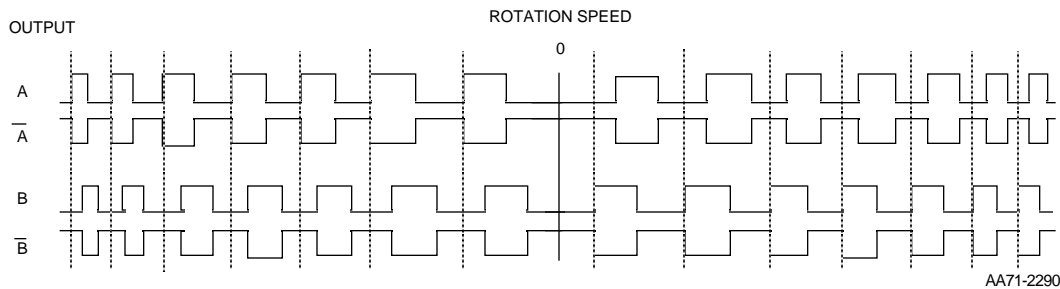 ROTATION SPEED
OUTPUT
0
A
A̅
B
B̅
AA71-2290